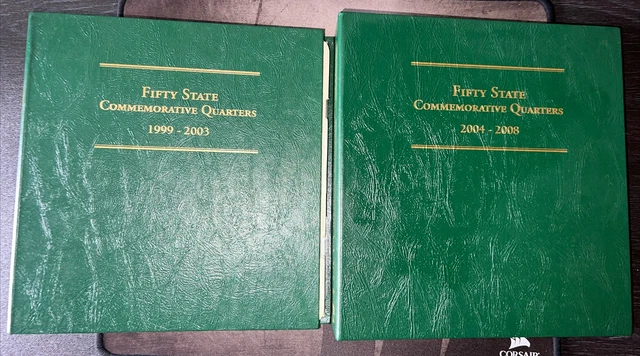 FIFTY STATE
COMMEMORATIVE QUARTERS
1999 - 2003
FIFTY STATE
COMMEMORATIVE QUARTERS
2004 - 2008
CORSAIR